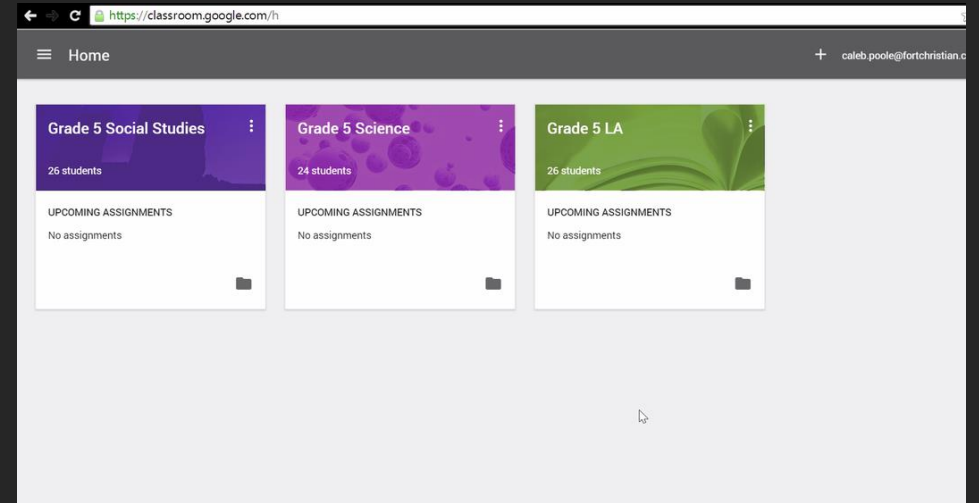 https://classroom.google.com/h
Home
+ caleb.poole@fortchristian.c
Grade 5 Social Studies
26 students
UPCOMING ASSIGNMENTS
No assignments
Grade 5 Science
24 students
UPCOMING ASSIGNMENTS
No assignments
Grade 5 LA
26 students
UPCOMING ASSIGNMENTS
No assignments